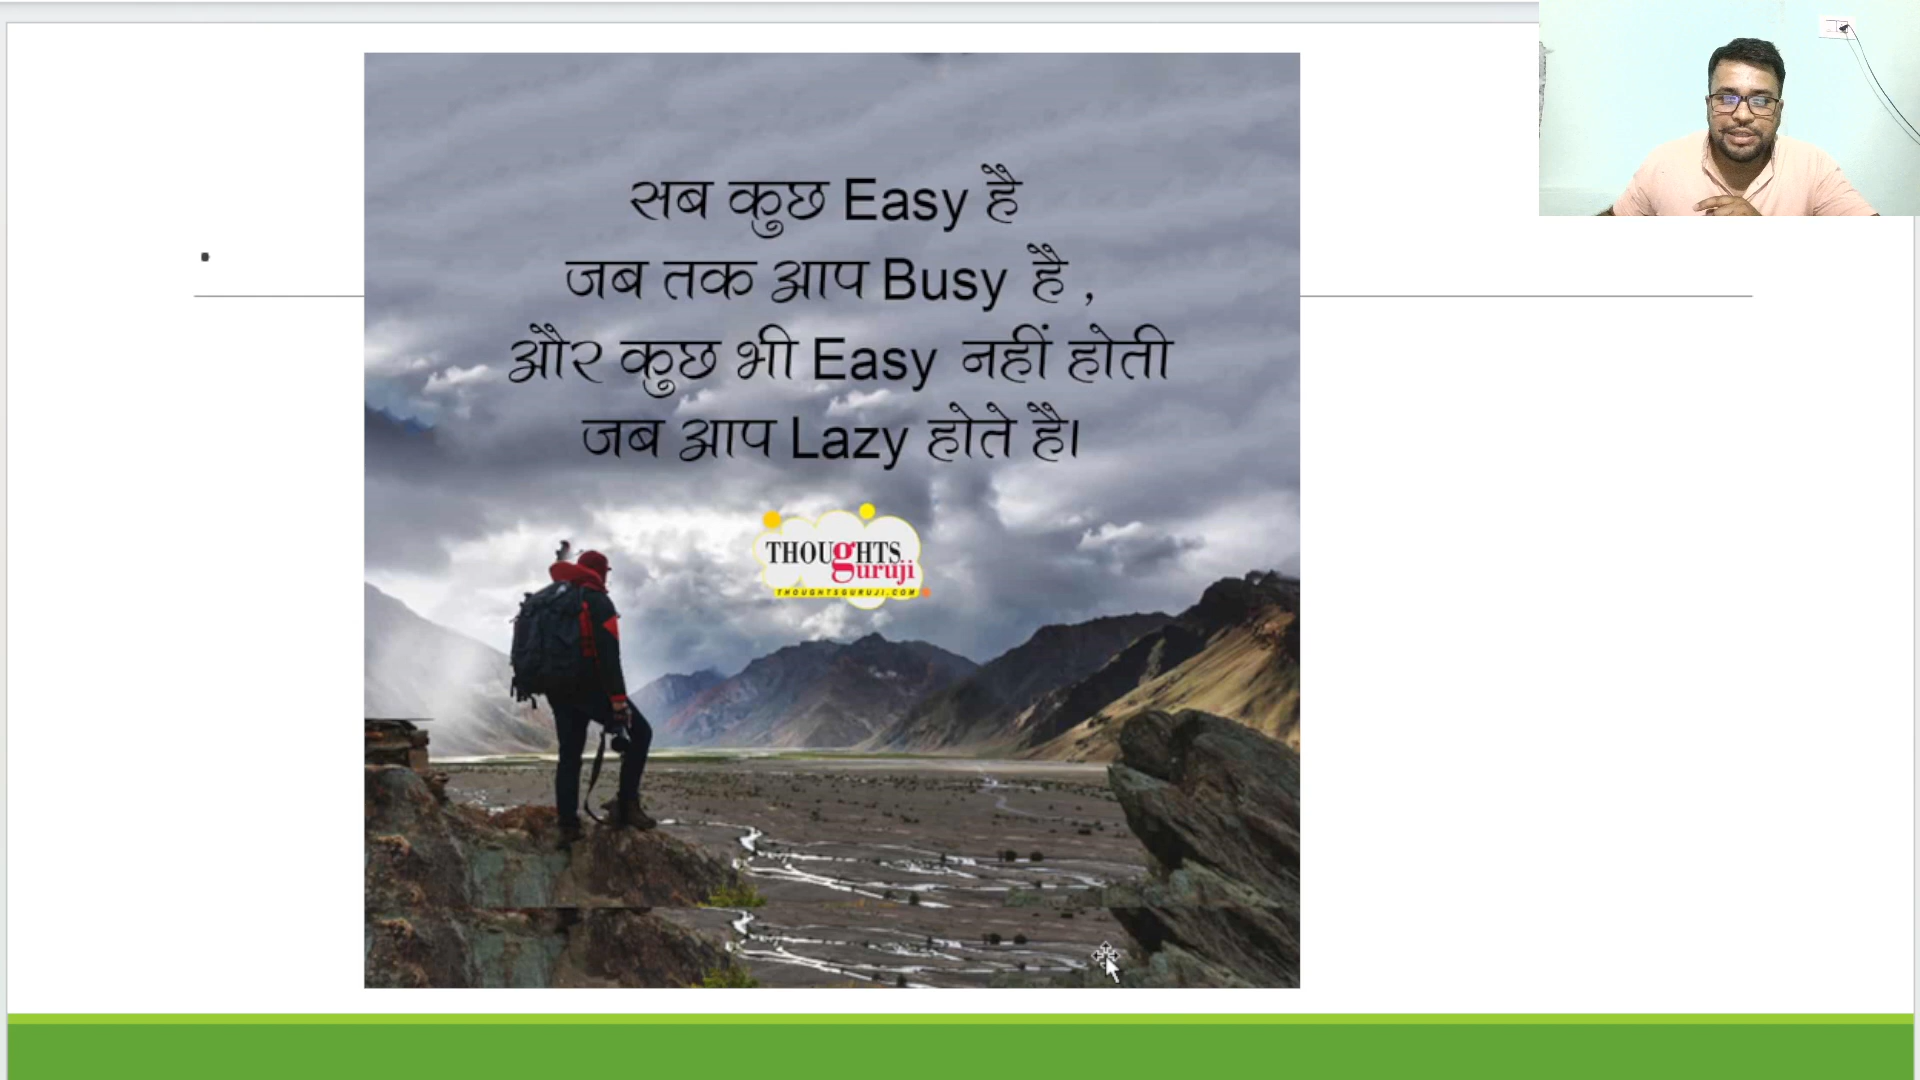 सब कुछ Easy है
जब तक आप Busy है ,
और कुछ भी Easy नहीं होती
जब आप Lazy होते है।
THOUGHTS
guruji
THOUGHTSGURUJI.COM